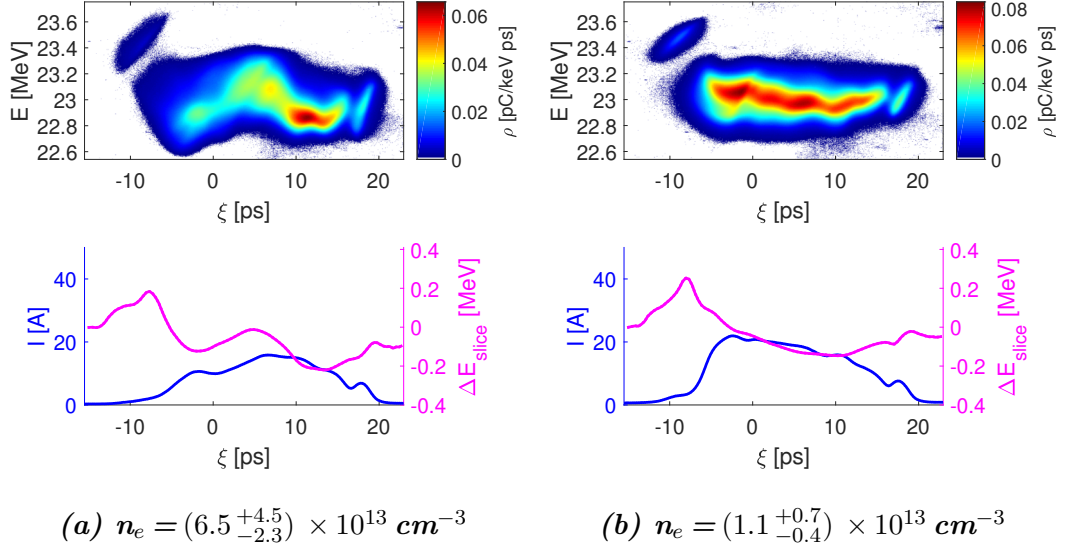 23.6
23.4
23.2
23
22.8
22.6
E [MeV]
-10 0 10 20
ξ [ps]
0.06
0.04
0.02
0
ρ [pC/keV ps]
23.6
23.4
23.2
23
22.8
22.6
E [MeV]
-10 0 10 20
ξ [ps]
0.08
0.06
0.04
0.02
0
ρ [pC/keV ps]
40
20
0
I [A]
-10 0 10 20
ξ [ps]
0.4
0.2
0
-0.2
-0.4
ΔE_slice [MeV]
40
20
0
I [A]
-10 0 10 20
ξ [ps]
0.4
0.2
0
-0.2
-0.4
ΔE_slice [MeV]
(a) n_e = (6.5 +4.5 −2.3) × 10^13 cm^−3
(b) n_e = (1.1 +0.7 −0.4) × 10^13 cm^−3